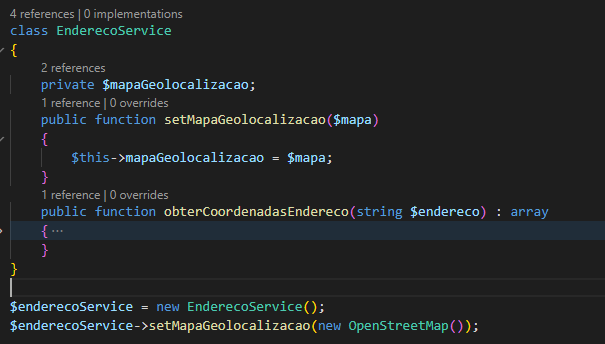 4 references | 0 implementations
class EnderecoService
{
2 references
private $mapaGeolocalizacao;
1 reference | 0 overrides
public function setMapaGeolocalizacao($mapa)
{
$this->mapaGeolocalizacao = $mapa;
}
1 reference | 0 overrides
public function obterCoordenadasEndereco(string $endereco) : array
{ ...
}
}
$enderecoService = new EnderecoService();
$enderecoService->setMapaGeolocalizacao(new OpenStreetMap());